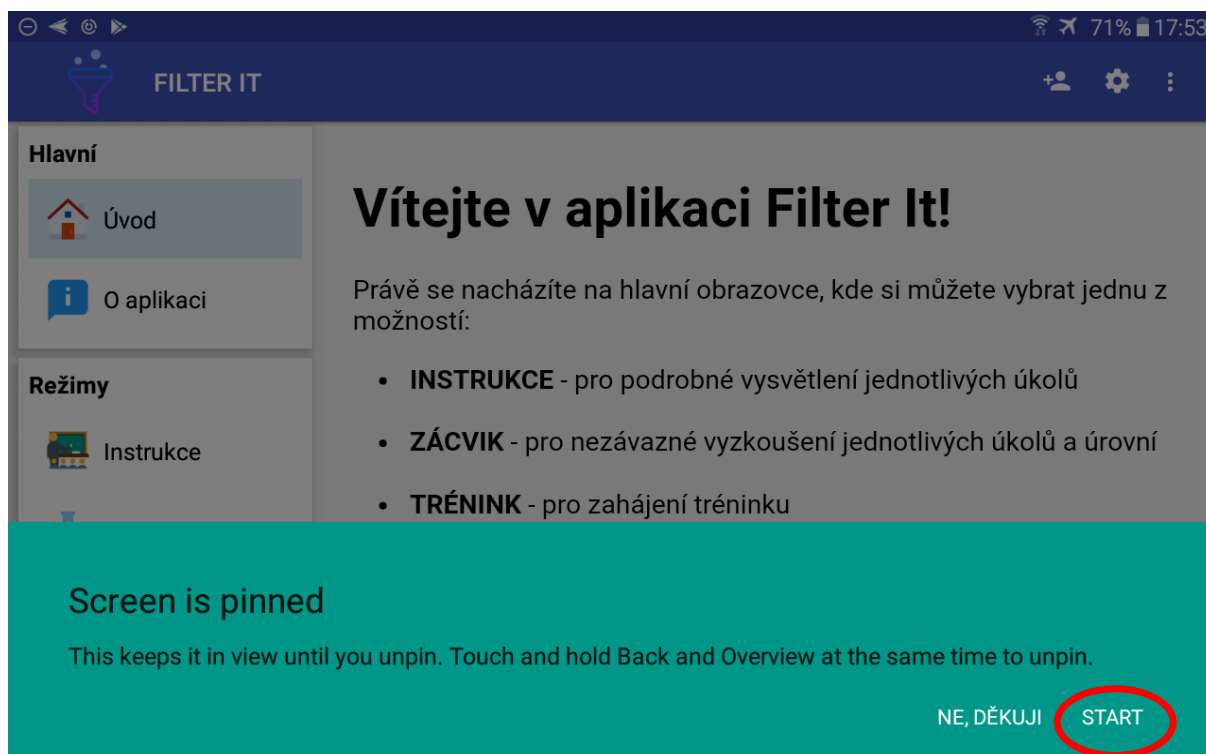 71% 17:53
FILTER IT
Hlavní
Úvod
O aplikaci
Režimy
Instrukce
Vítejte v aplikaci Filter It!
Právě se nacházíte na hlavní obrazovce, kde si můžete vybrat jednu z
možností:
• INSTRUKCE - pro podrobné vysvětlení jednotlivých úkolů
• ZÁCVIK - pro nezávazné vyzkoušení jednotlivých úkolů a úrovní
• TRÉNINK - pro zahájení tréninku
Screen is pinned
This keeps it in view until you unpin. Touch and hold Back and Overview at the same time to unpin.
NE, DĚKUJI START